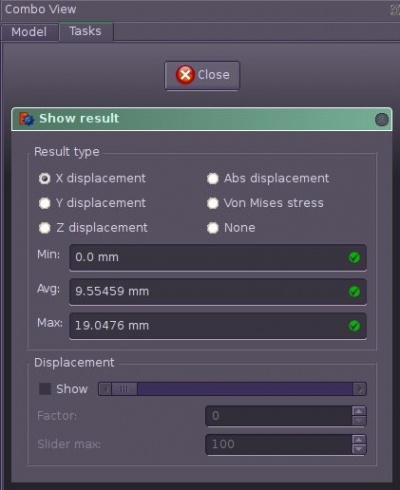 Combo View
Model Tasks
Close
Show result
Result type
X displacement Abs displacement
Y displacement Von Mises stress
Z displacement None
Min: 0.0 mm
Avg: 9.55459 mm
Max: 19.0476 mm
Displacement
Show
Factor: 0
Slider max: 100